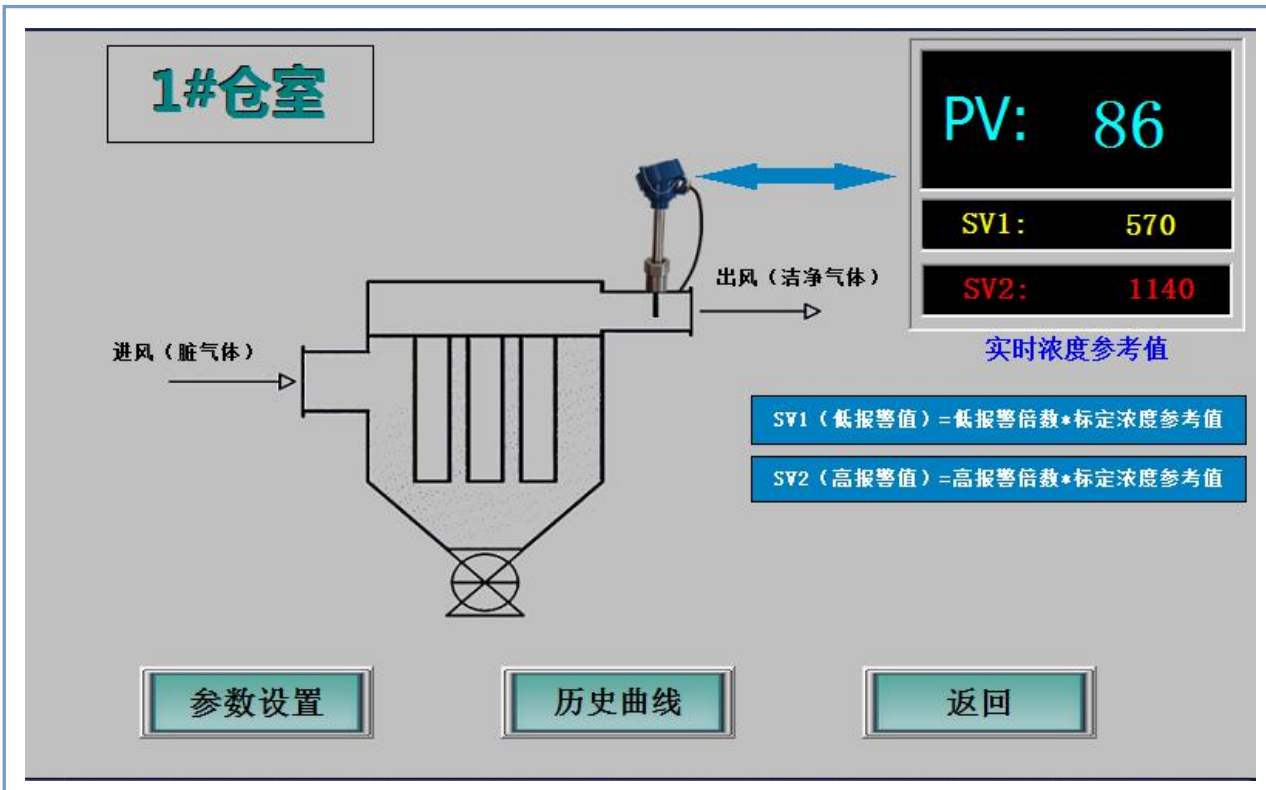 1#仓室
PV: 86
SV1: 570
SV2: 1140
实时浓度参考值
出风（洁净气体）
进风（脏气体）
SV1（低报警值）=低报警倍数*标定浓度参考值
SV2（高报警值）=高报警倍数*标定浓度参考值
参数设置
历史曲线
返回